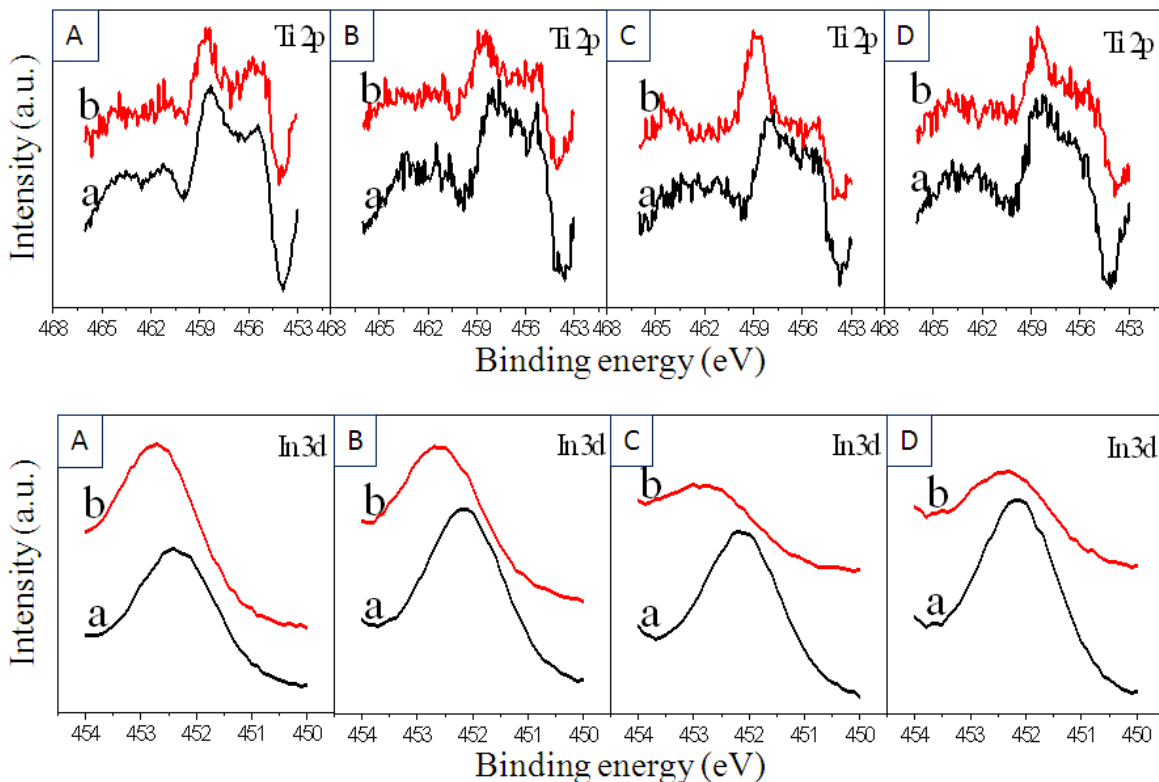 A Ti 2p B Ti 2p C Ti 2p D Ti 2p
b b b b
a a a a
Intensity (a.u.)
468 465 462 459 456 453 468 465 462 459 456 453 468 465 462 459 456 453 468 465 462 459 456 453
Binding energy (eV)
A In3d B In3d C In3d D In3d
b b b b
a a a a
Intensity (a.u.)
454 453 452 451 450 454 453 452 451 450 454 453 452 451 450 454 453 452 451 450
Binding energy (eV)